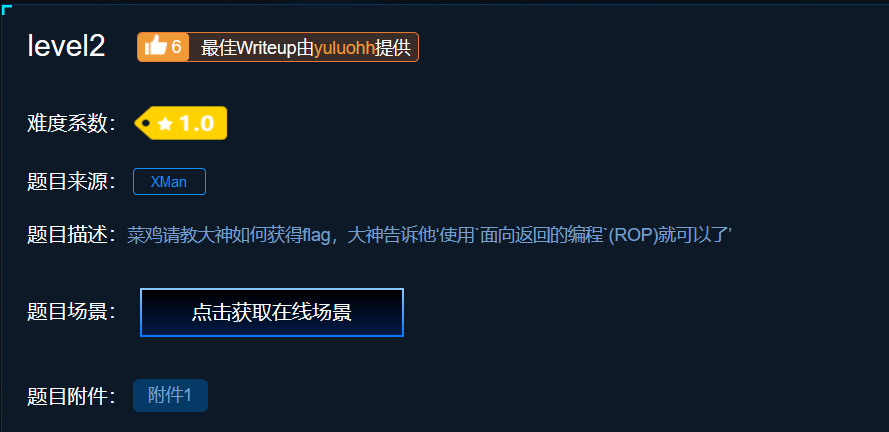 level2 6 最佳Writeup由yuluohh提供
难度系数： 1.0
题目来源： XMan
题目描述：菜鸡请教大神如何获得flag，大神告诉他‘使用`面向返回的编程`(ROP)就可以了’
题目场景： 点击获取在线场景
题目附件： 附件1